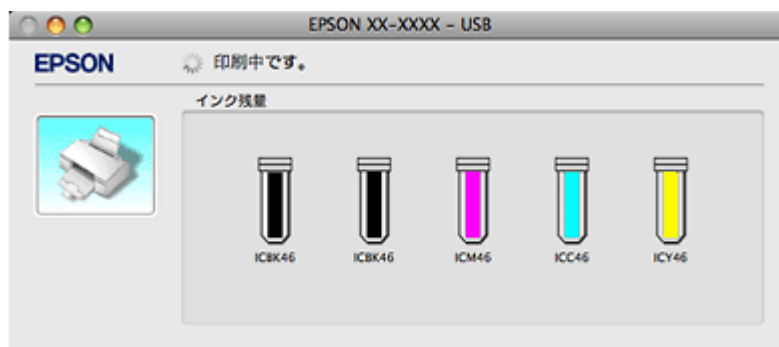 EPSON XX-XXXX – USB
EPSON
印刷中です。
インク残量
ICBK46
ICBK46
ICM46
ICC46
ICY46